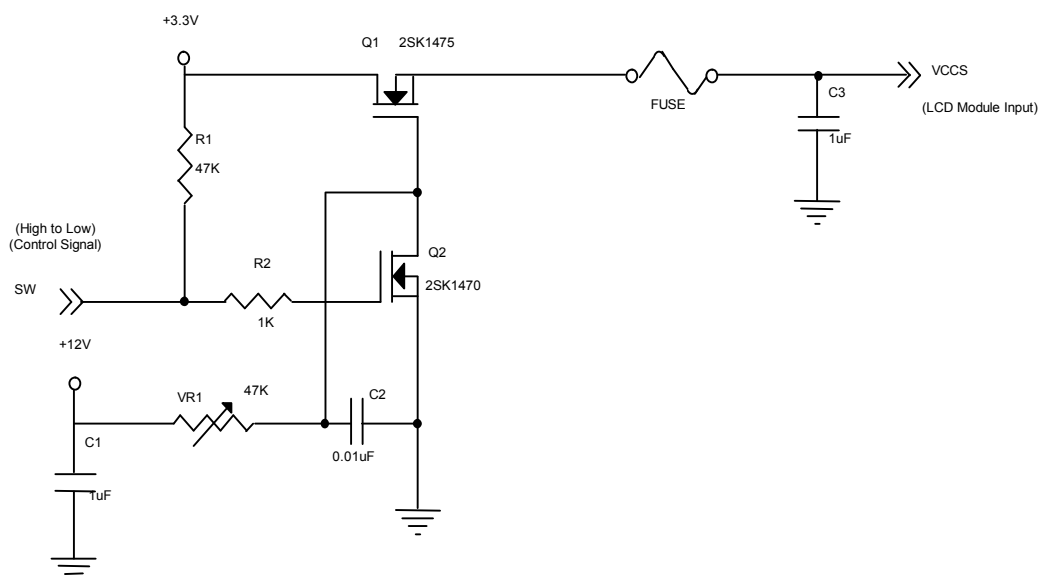 +3.3V
Q1 2SK1475
VCCS
(LCD Module Input)
FUSE
C3
1uF
R1
47K
(High to Low)
(Control Signal)
SW
R2
1K
Q2
2SK1470
+12V
VR1
47K
C2
0.01uF
C1
1uF